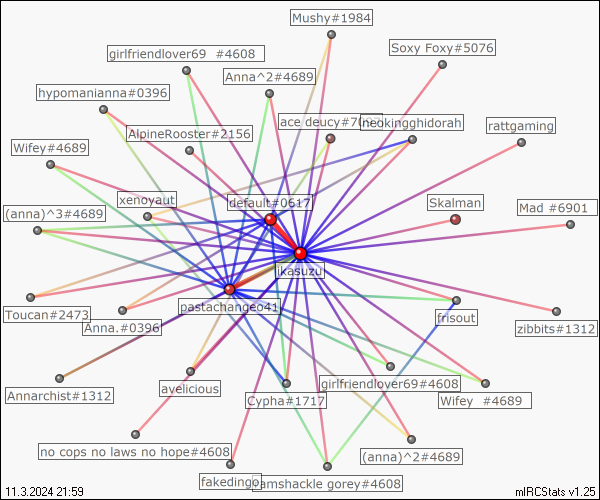 Mushy#1984
Soxy Foxy#5076
girlfriendlover69 #4608
Anna^2#4689
hypomanianna#0396
ace deucy#70
neokingghidorah
rattgaming
AlpineRooster#2156
Wifey#4689
xenoyaut
default#0617
Skalman
Mad #6901
(anna)^3#4689
kasuzu
pastachangeo41
Toucan#2473
Anna.#0396
frisout
zibbits#1312
girlfriendlover69#4608
Annarchist#1312
avelicious
Cypha#1717
Wifey #4689
no cops no laws no hope#4608
(anna)^2#4689
fakedingo
ramshackle gorey#4608
11.3.2024 21:59
mIRCStats v1.25